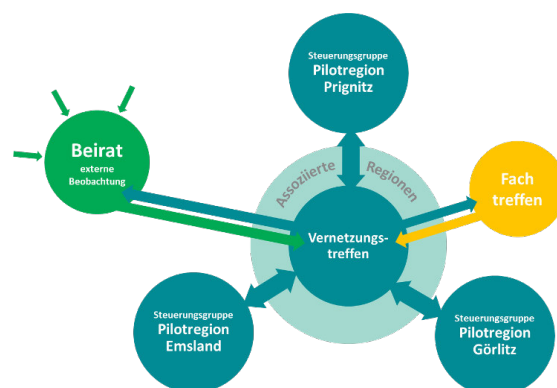 Steuerungsgruppe
Pilotregion
Prignitz
Beirat
externe
Beobachtung
Assoziierte Regionen
Fach
treffen
Vernetzungs-
treffen
Steuerungsgruppe
Pilotregion
Emsland
Steuerungsgruppe
Pilotregion
Görlitz